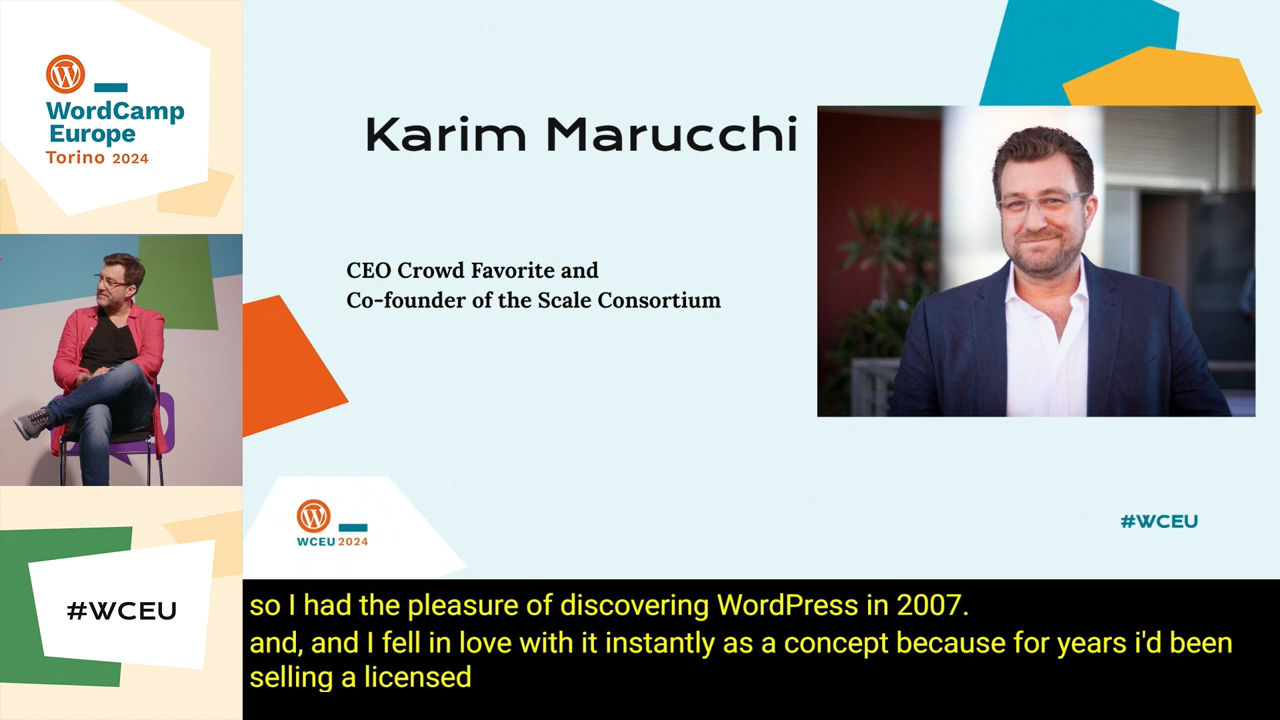 WordCamp
Europe
Torino 2024
Karim Marucchi
CEO Crowd Favorite and
Co-founder of the Scale Consortium
WCEU 2024
#WCEU
#WCEU
so I had the pleasure of discovering WordPress in 2007.
and, and I fell in love with it instantly as a concept because for years i'd been
selling a licensed